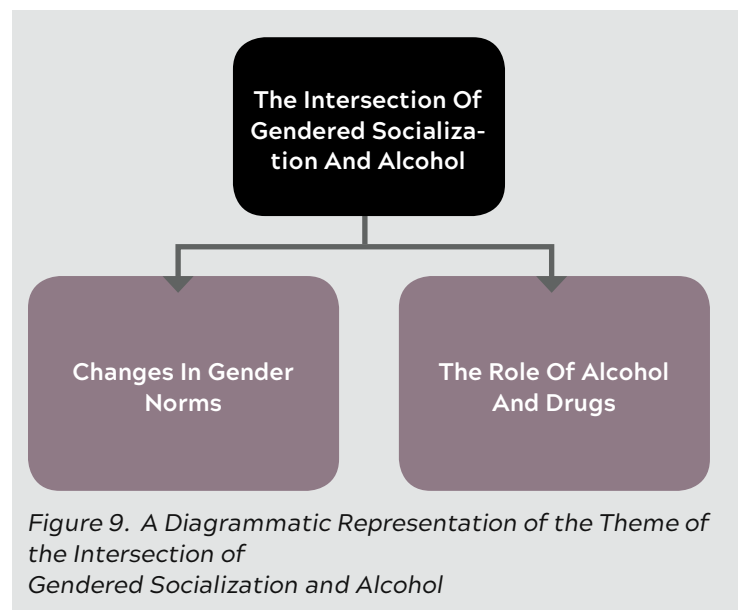 The Intersection Of
Gendered Socializa-
tion And Alcohol
Changes In Gender
Norms
The Role Of Alcohol
And Drugs
Figure 9. A Diagrammatic Representation of the Theme of
the Intersection of
Gendered Socialization and Alcohol